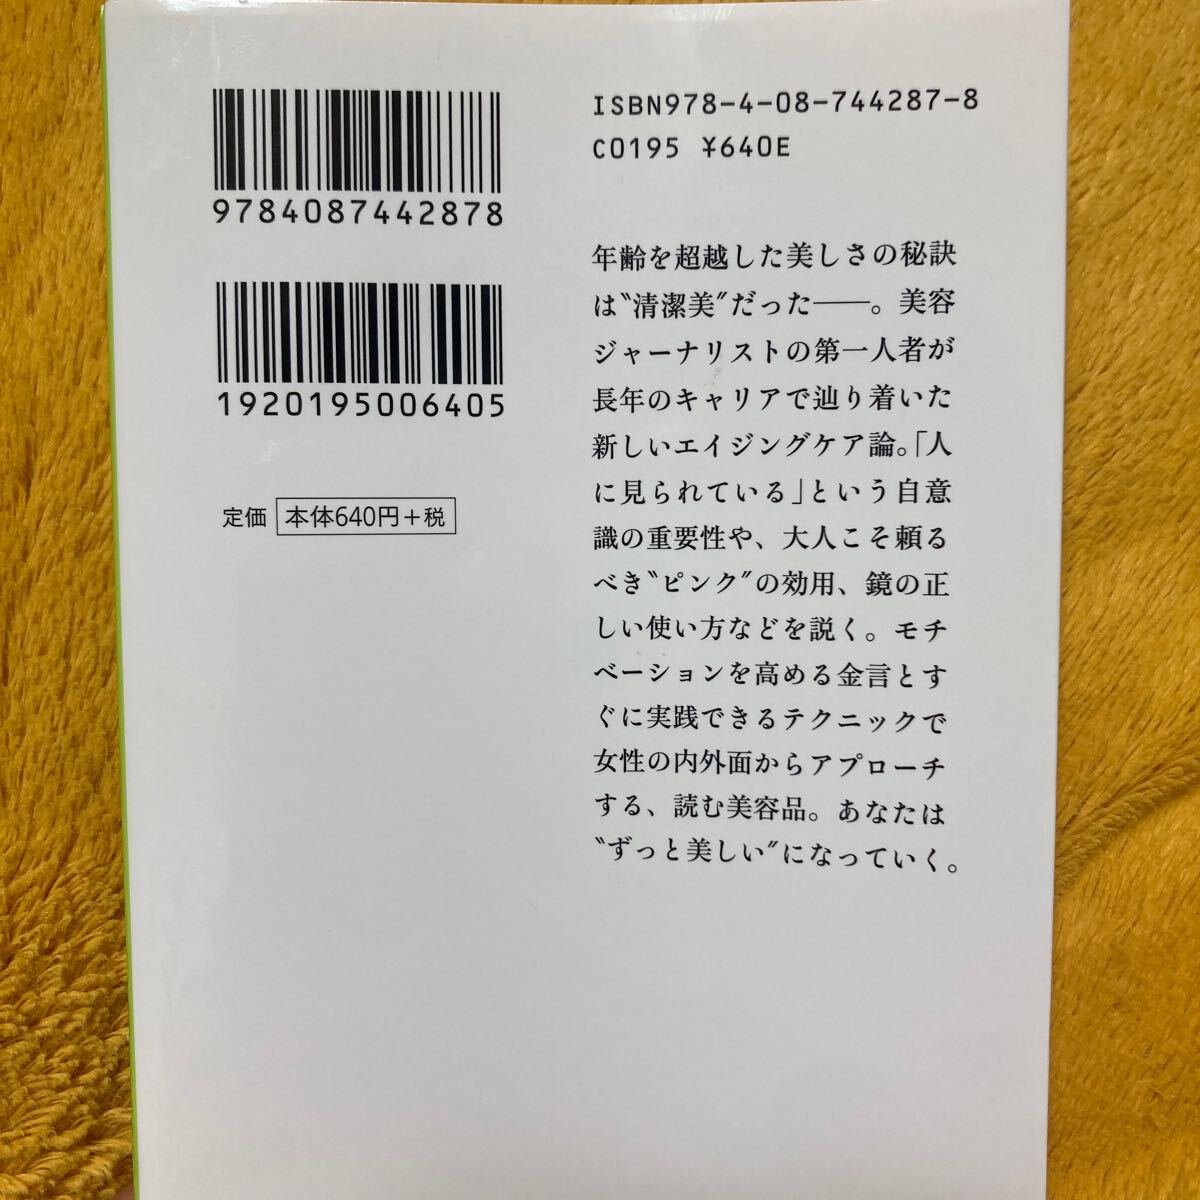 9784087442878
1920195006405
定価 本体640円+税
ISBN978-4-08-744287-8
C0195 ¥640E
年齢を超越した美しさの秘訣
は〝清潔美〟だった――。美容
ジャーナリストの第一人者が
長年のキャリアで辿り着いた
新しいエイジングケア論。「人
に見られている」という自意
識の重要性や、大人こそ頼る
べき〝ピンク〟の効用、鏡の正
しい使い方などを説く。モチ
ベーションを高める金言とす
ぐに実践できるテクニックで
女性の内外面からアプローチ
する、読む美容品。あなたは
〝ずっと美しい〟になっていく。